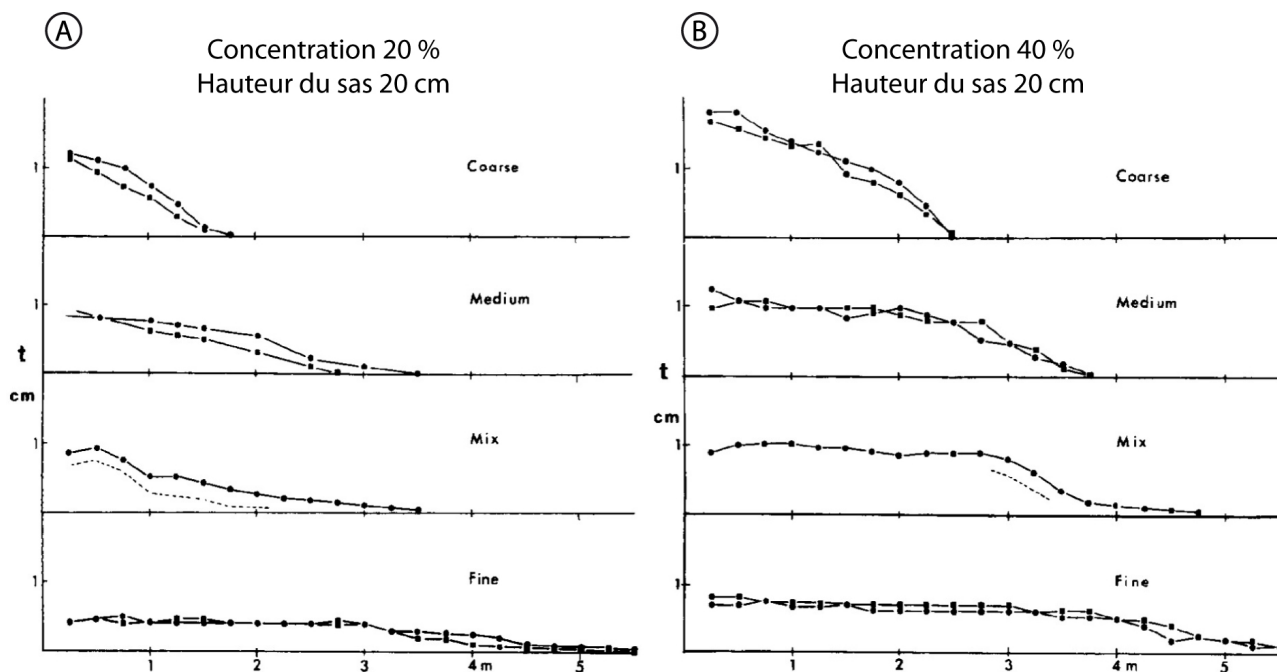 A
Concentration 20 %
Hauteur du sas 20 cm
1
Coarse
1
Medium
t
cm
1
Mix
1
Fine
1 2 3 4 m 5
B
Concentration 40 %
Hauteur du sas 20 cm
1
Coarse
1
Medium
t
cm
1
Mix
1
Fine
1 2 3 4 m 5